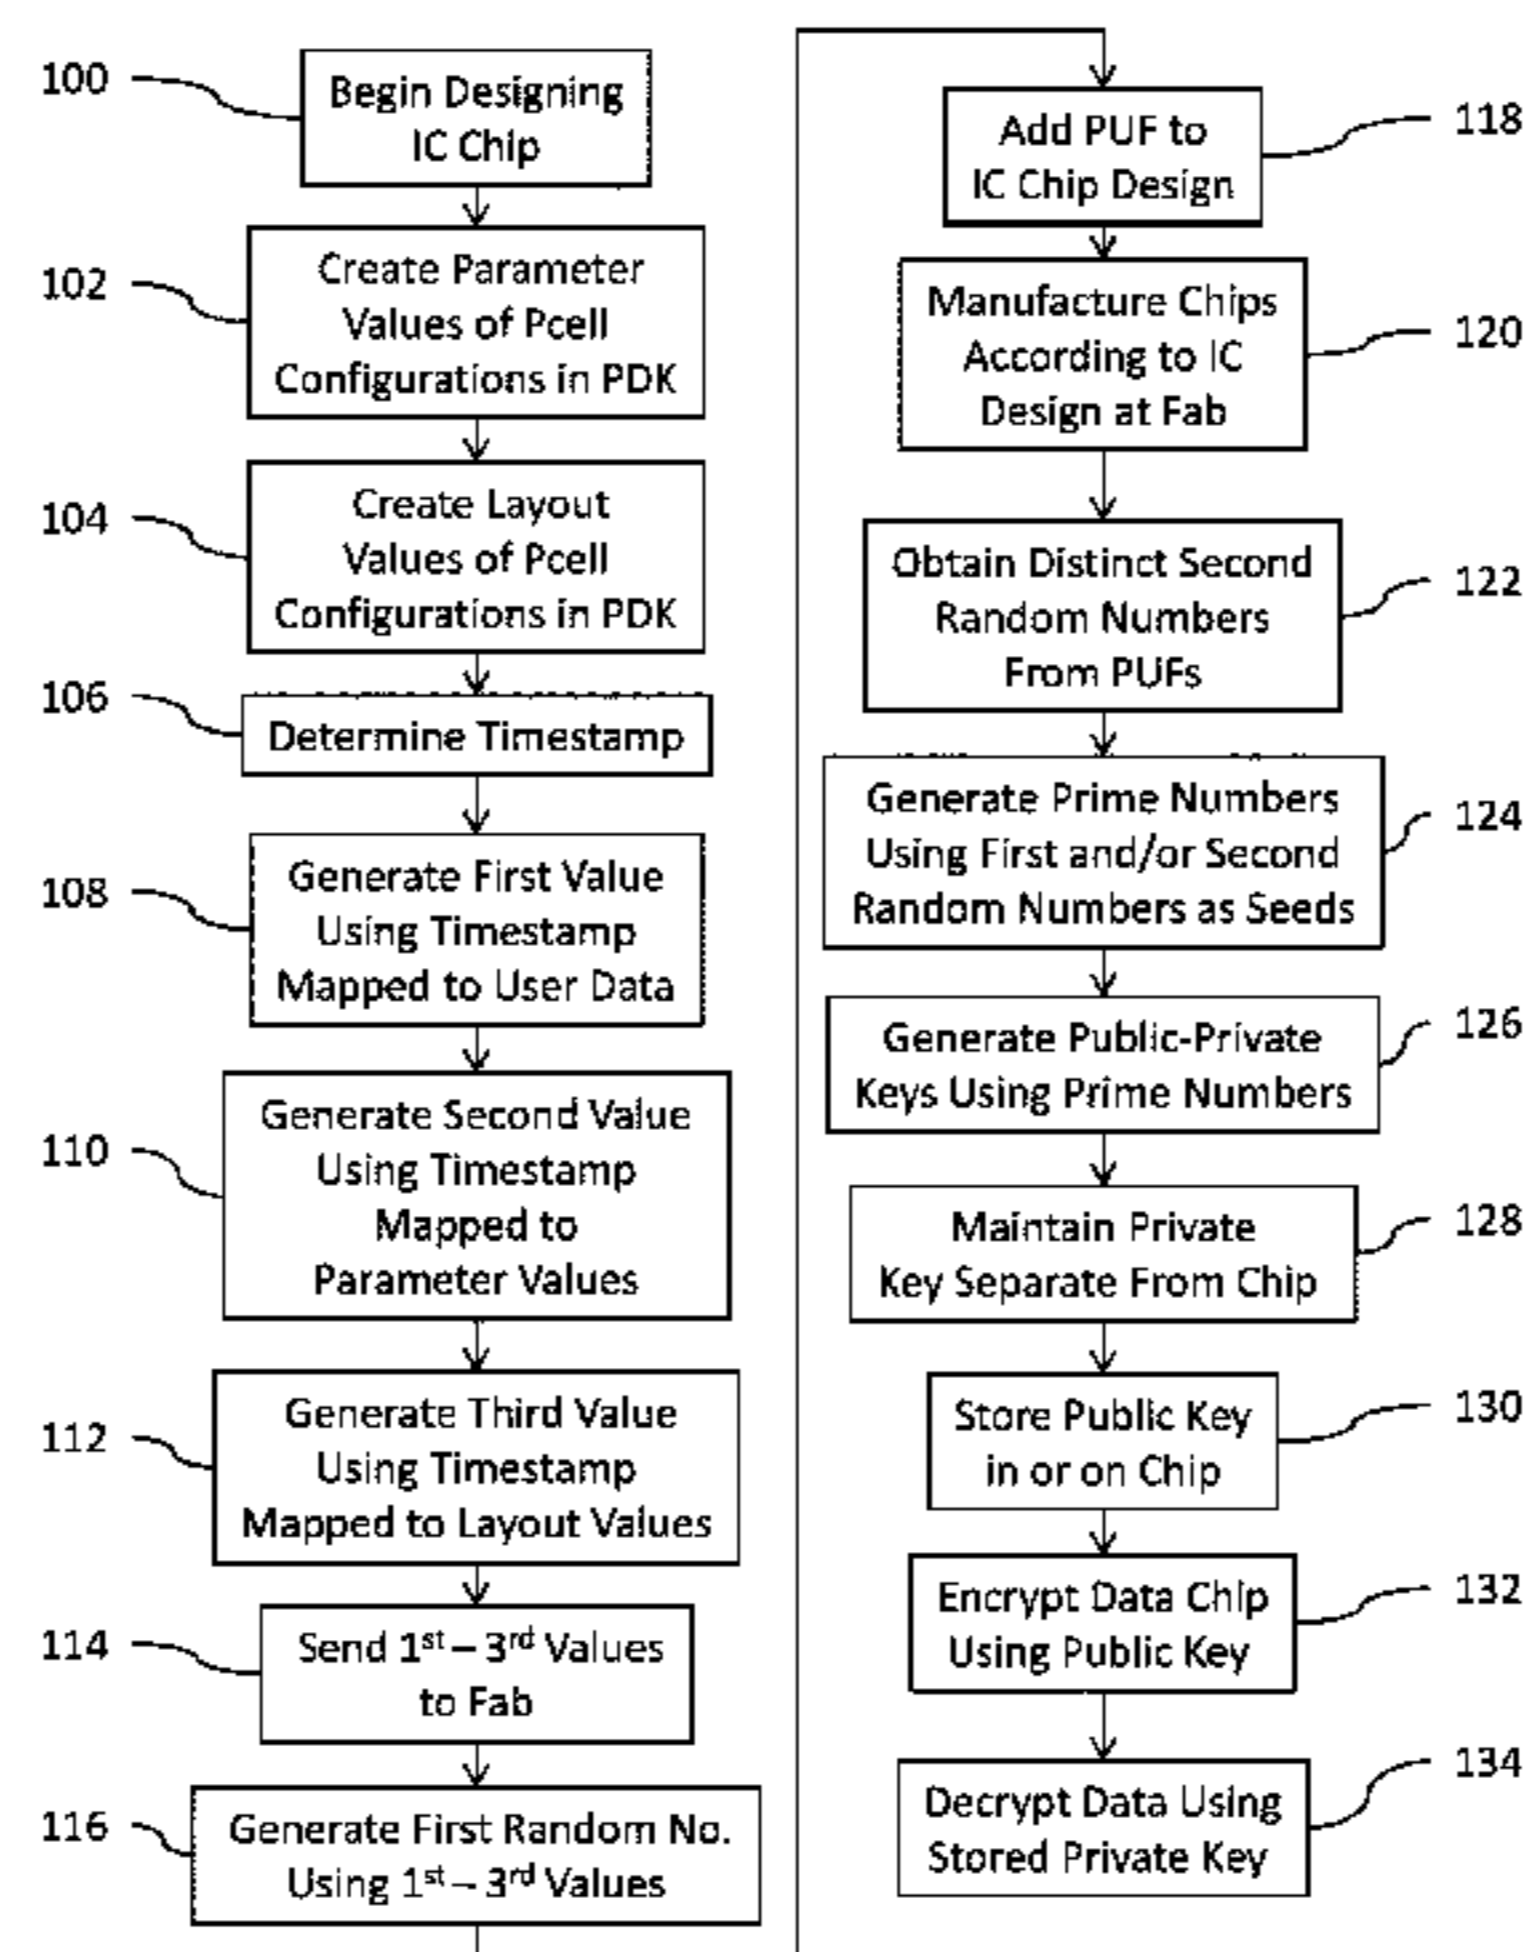 100
Begin Designing
IC Chip
102
Create Parameter
Values of Pcell
Configurations in PDK
104
Create Layout
Values of Pcell
Configurations in PDK
106
Determine Timestamp
108
Generate First Value
Using Timestamp
Mapped to User Data
110
Generate Second Value
Using Timestamp
Mapped to
Parameter Values
112
Generate Third Value
Using Timestamp
Mapped to Layout Values
114
Send 1st – 3rd Values
to Fab
116
Generate First Random No.
Using 1st – 3rd Values
118
Add PUF to
IC Chip Design
120
Manufacture Chips
According to IC
Design at Fab
122
Obtain Distinct Second
Random Numbers
From PUFs
124
Generate Prime Numbers
Using First and/or Second
Random Numbers as Seeds
126
Generate Public-Private
Keys Using Prime Numbers
128
Maintain Private
Key Separate From Chip
130
Store Public Key
in or on Chip
132
Encrypt Data Chip
Using Public Key
134
Decrypt Data Using
Stored Private Key